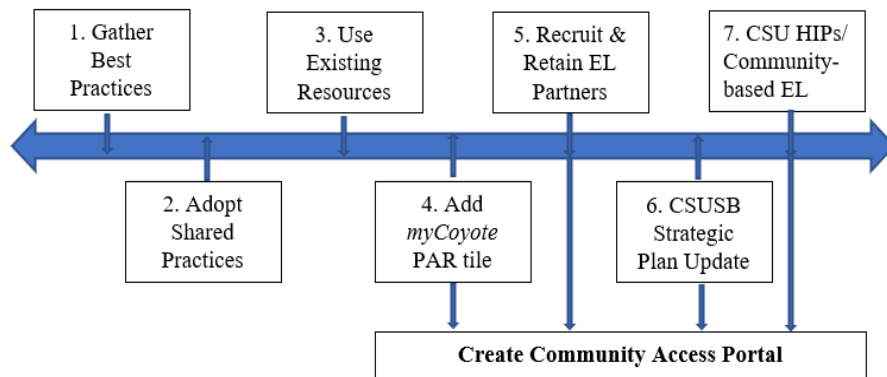 1. Gather
Best
Practices
2. Adopt
Shared
Practices
3. Use
Existing
Resources
4. Add
myCoyote
PAR tile
5. Recruit &
Retain EL
Partners
6. CSUSB
Strategic
Plan Update
7. CSU HIPs/
Community-
based EL
Create Community Access Portal